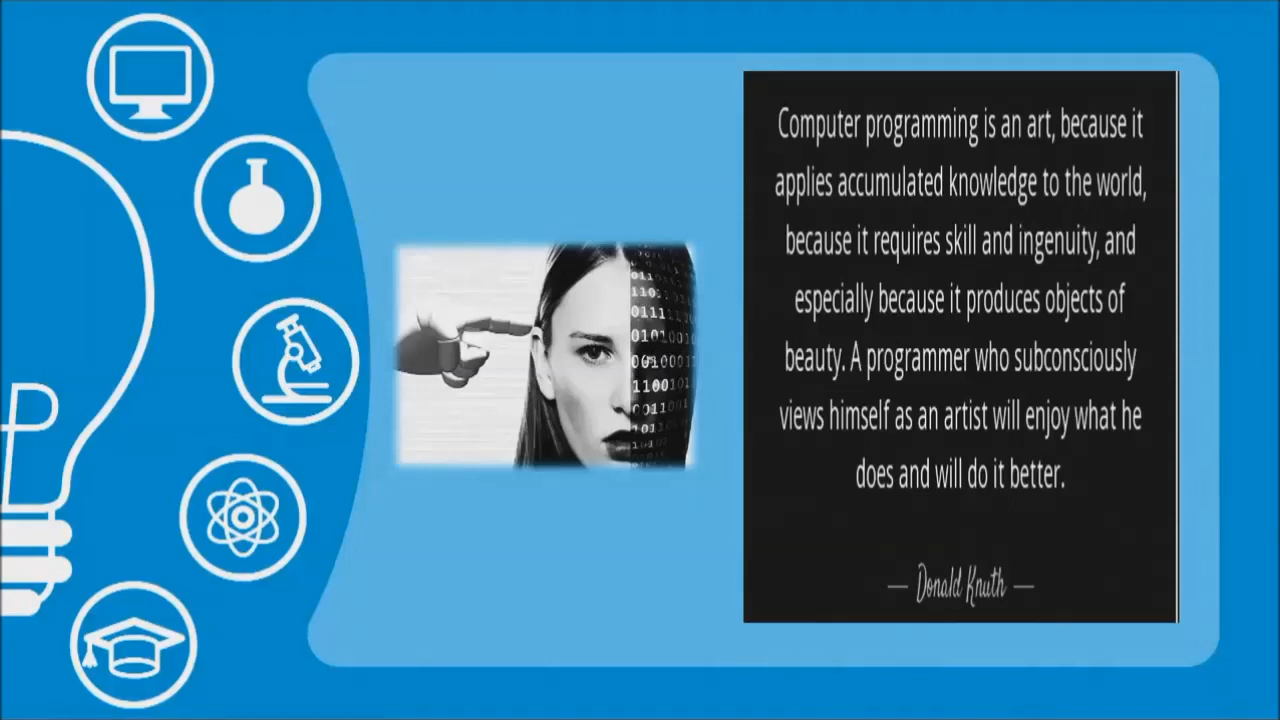 Computer programming is an art, because it
applies accumulated knowledge to the world,
because it requires skill and ingenuity, and
especially because it produces objects of
beauty. A programmer who subconsciously
views himself as an artist will enjoy what he
does and will do it better.
— Donald Knuth —